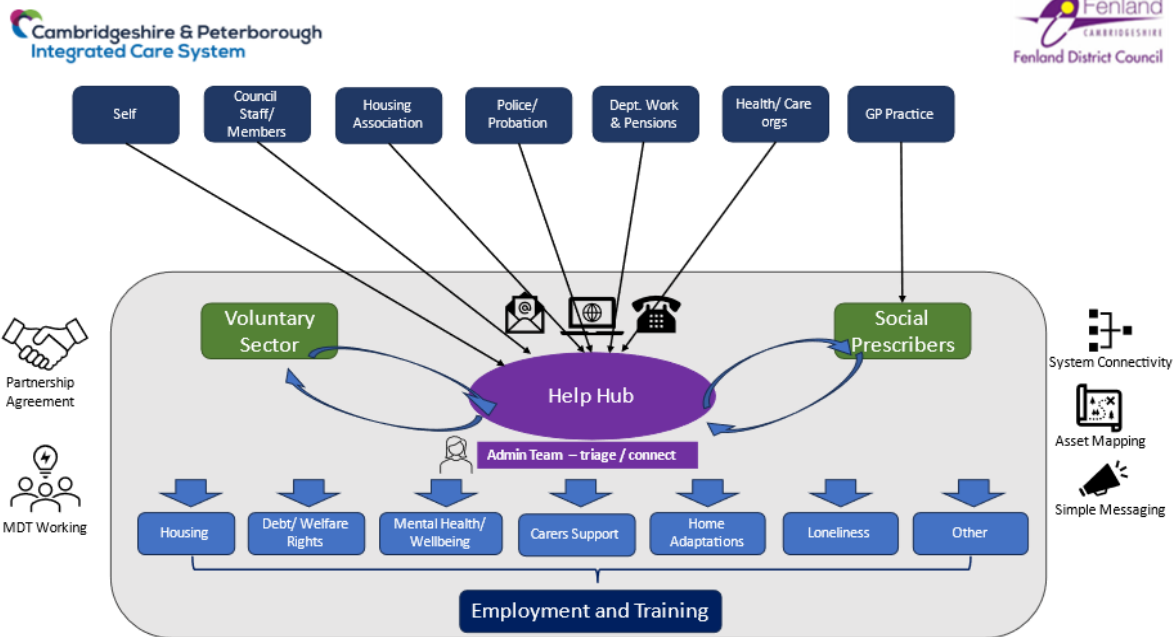 Cambridgeshire & Peterborough
Integrated Care System
Fenland
CAMBRIDGESHIRE
Fenland District Council
Self
Council
Staff/
Members
Housing
Association
Police/
Probation
Dept. Work
& Pensions
Health/ Care
orgs
GP Practice
Voluntary
Sector
@
Social
Prescribers
Help Hub
Admin Team – triage / connect
Partnership
Agreement
MDT Working
System Connectivity
Asset Mapping
Simple Messaging
Housing
Debt/ Welfare
Rights
Mental Health/
Wellbeing
Carers Support
Home
Adaptations
Loneliness
Other
Employment and Training